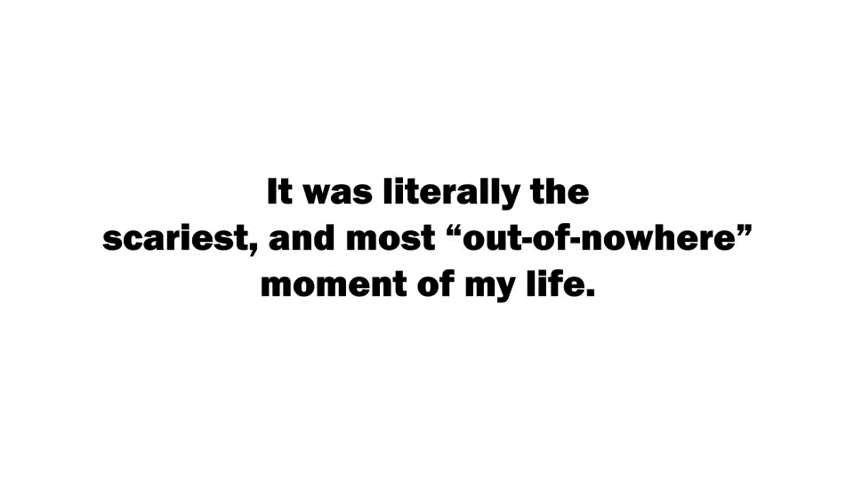 It was literally the
scariest, and most “out-of-nowhere”
moment of my life.